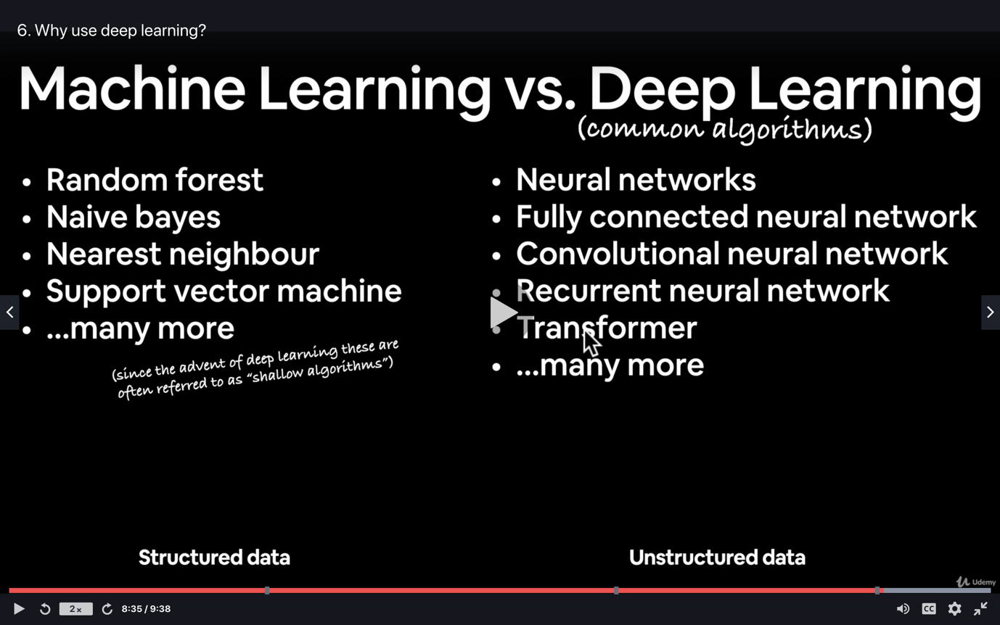 6. Why use deep learning?
Machine Learning vs. Deep Learning
(common algorithms)
• Random forest
• Naive bayes
• Nearest neighbour
• Support vector machine
• ...many more
(since the advent of deep learning these are
often referred to as “shallow algorithms”)
Structured data
• Neural networks
• Fully connected neural network
• Convolutional neural network
• Recurrent neural network
• Transformer
• ...many more
Unstructured data
Udemy
2x
8:35 / 9:38
CC